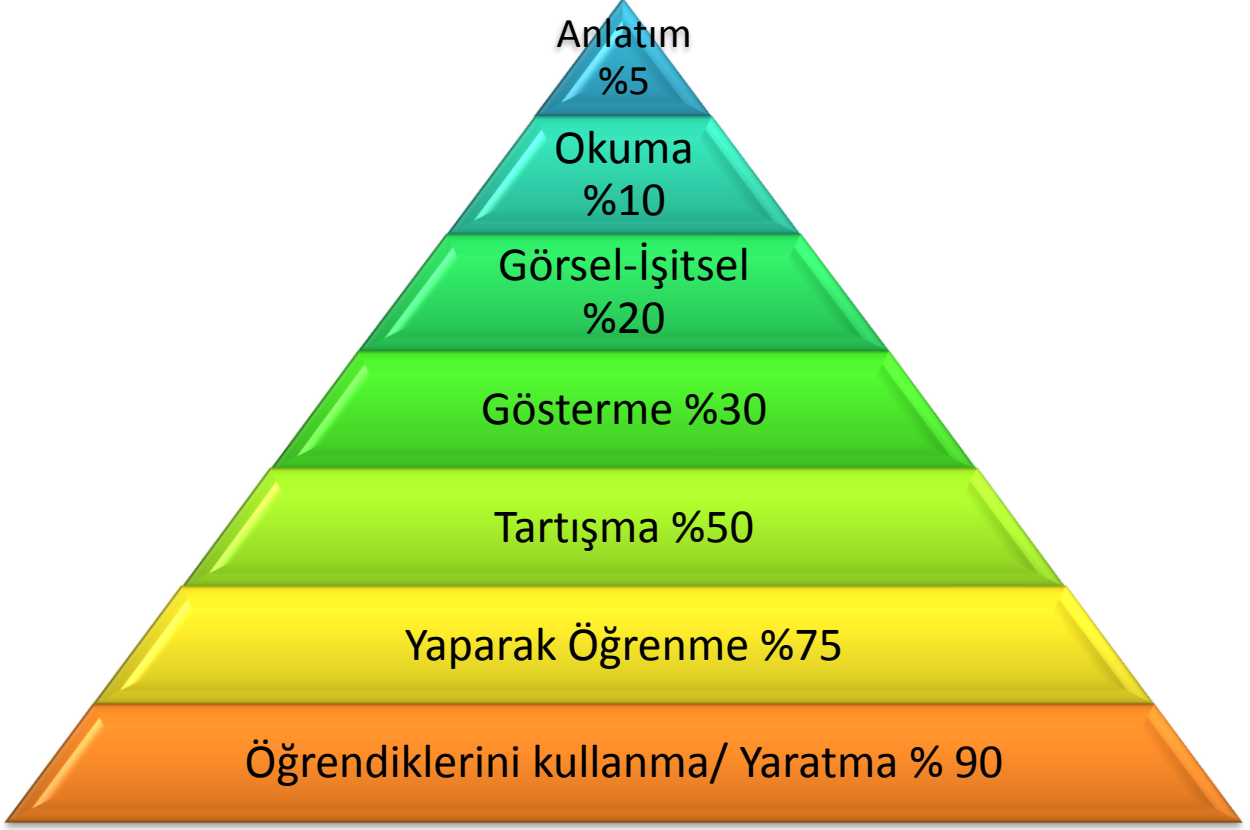 Anlatım
%5
Okuma
%10
Görsel-İşitsel
%20
Gösterme %30
Tartışma %50
Yaparak Öğrenme %75
Öğrendiklerini kullanma/ Yaratma % 90